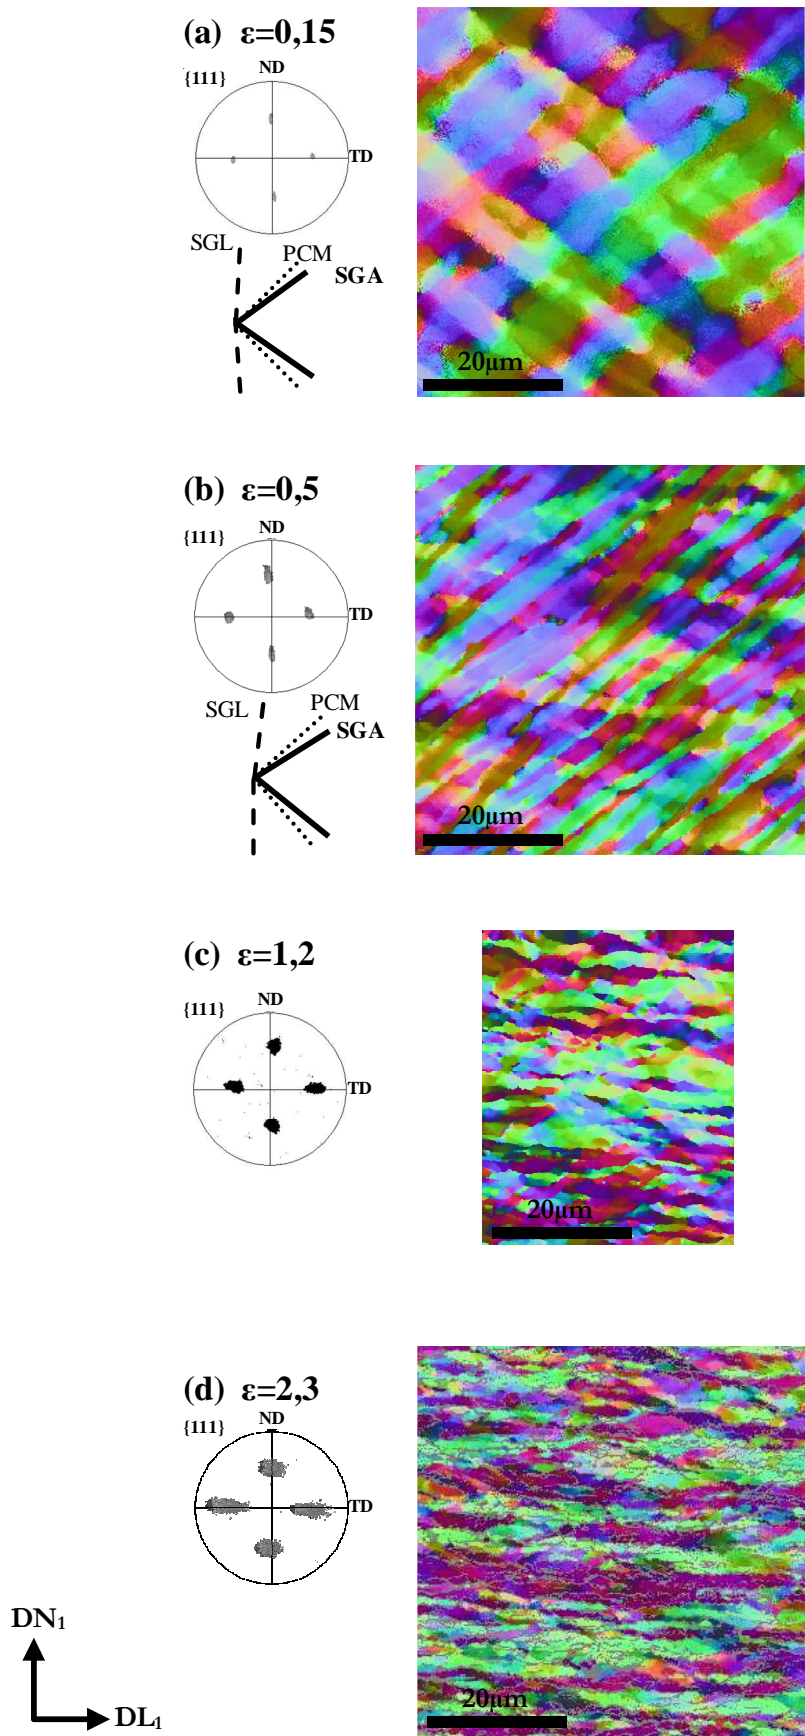 (a) ε=0,15
ND
{111}
TD
SGL
PCM
SGA
20µm
(b) ε=0,5
ND
{111}
TD
SGL
PCM
SGA
20µm
(c) ε=1,2
ND
{111}
TD
20µm
(d) ε=2,3
ND
{111}
TD
DN₁
DL₁
20µm